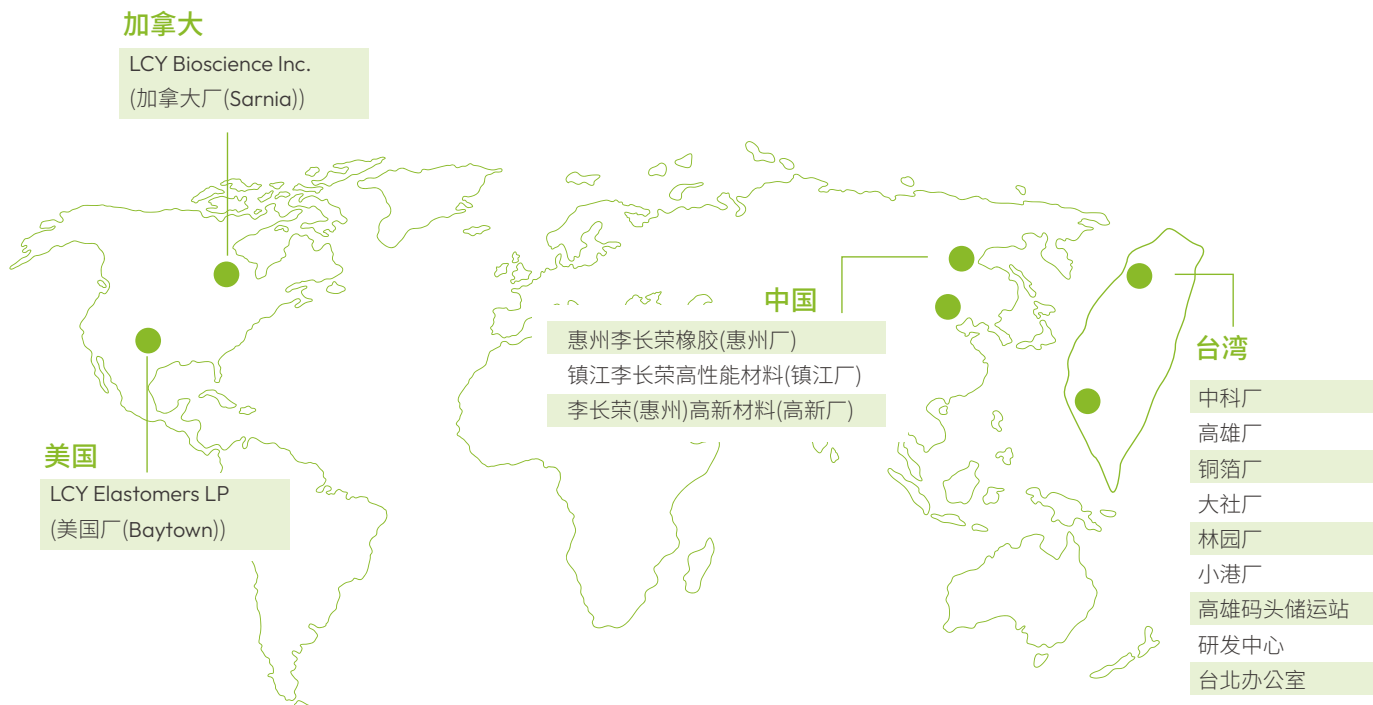 加拿大
LCY Bioscience Inc.
(加拿大厂(Sarnia))
美国
LCY Elastomers LP
(美国厂(Baytown))
中国
惠州李长荣橡胶(惠州厂)
镇江李长荣高性能材料(镇江厂)
李长荣(惠州)高新材料(高新厂)
台湾
中科厂
高雄厂
铜箔厂
大社厂
林园厂
小港厂
高雄码头储运站
研发中心
台北办公室